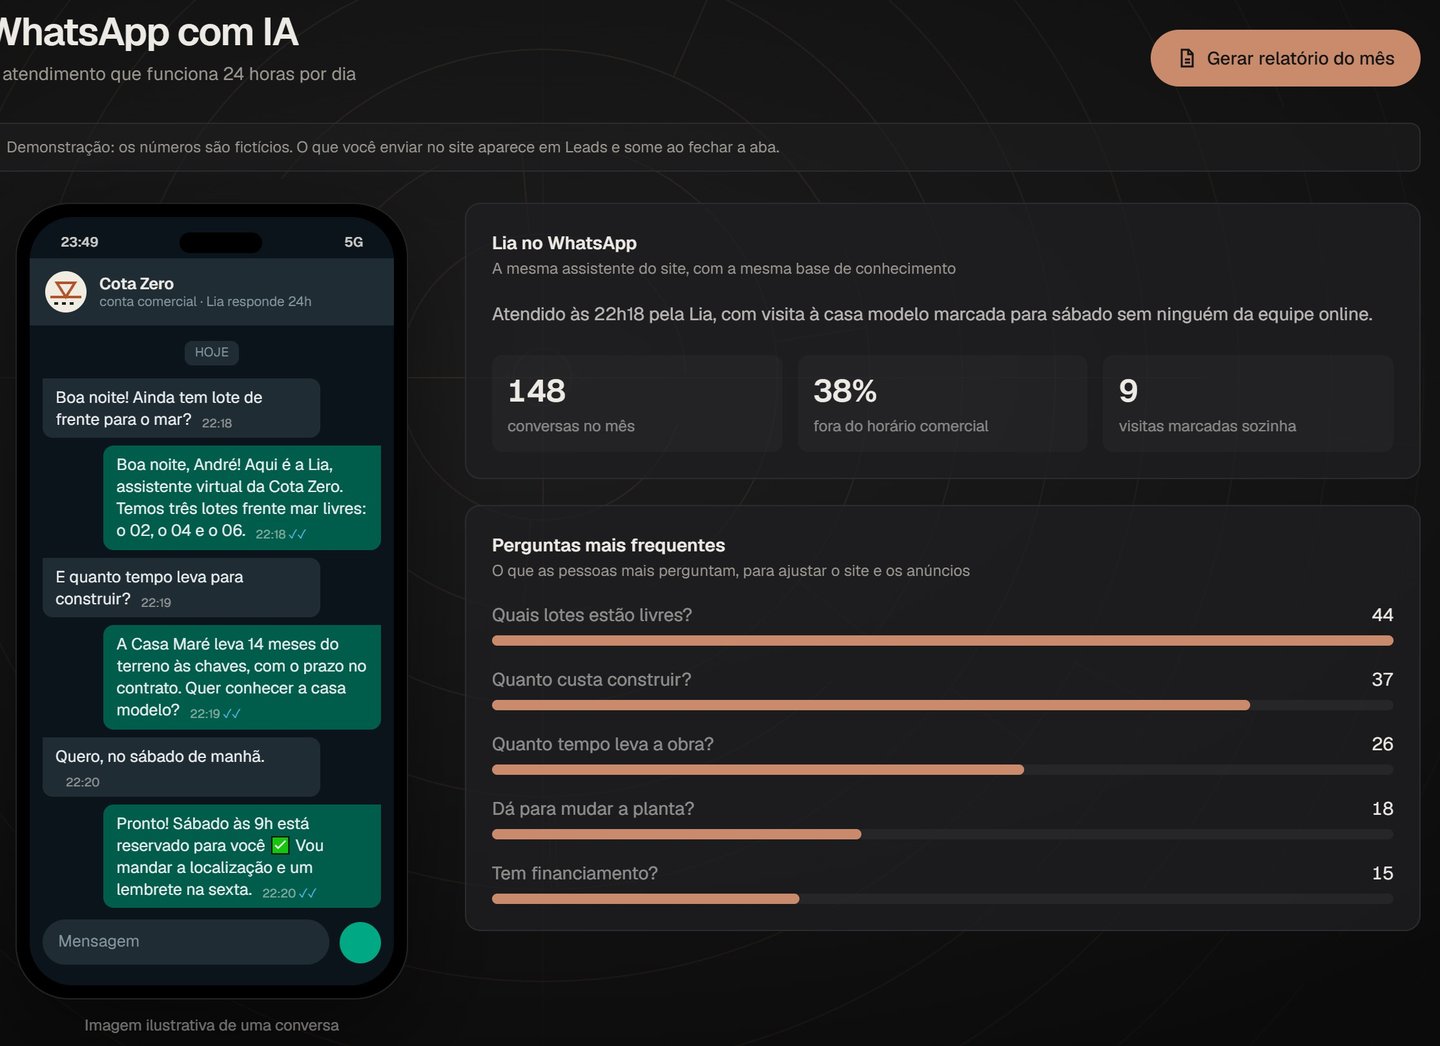 WhatsApp com IA
atendimento que funciona 24 horas por dia
Gerar relatório do mês
Demonstração: os números são fictícios. O que você enviar no site aparece em Leads e some ao fechar a aba.
23:49
5G
Cota Zero
conta comercial · Lia responde 24h
HOJE
Boa noite! Ainda tem lote de
frente para o mar? 22:18
Boa noite, André! Aqui é a Lia,
assistente virtual da Cota Zero.
Temos três lotes frente mar livres:
o 02, o 04 e o 06. 22:18 ✓✓
E quanto tempo leva para
construir? 22:19
A Casa Maré leva 14 meses do
terreno às chaves, com o prazo no
contrato. Quer conhecer a casa
modelo? 22:19 ✓✓
Quero, no sábado de manhã.
22:20
Pronto! Sábado às 9h está
reservado para você ✅ Vou
mandar a localização e um
lembrete na sexta. 22:20 ✓✓
Mensagem
Imagem ilustrativa de uma conversa
Lia no WhatsApp
A mesma assistente do site, com a mesma base de conhecimento
Atendido às 22h18 pela Lia, com visita à casa modelo marcada para sábado sem ninguém da equipe online.
148
conversas no mês
38%
fora do horário comercial
9
visitas marcadas sozinha
Perguntas mais frequentes
O que as pessoas mais perguntam, para ajustar o site e os anúncios
Quais lotes estão livres? 44
Quanto custa construir? 37
Quanto tempo leva a obra? 26
Dá para mudar a planta? 18
Tem financiamento? 15